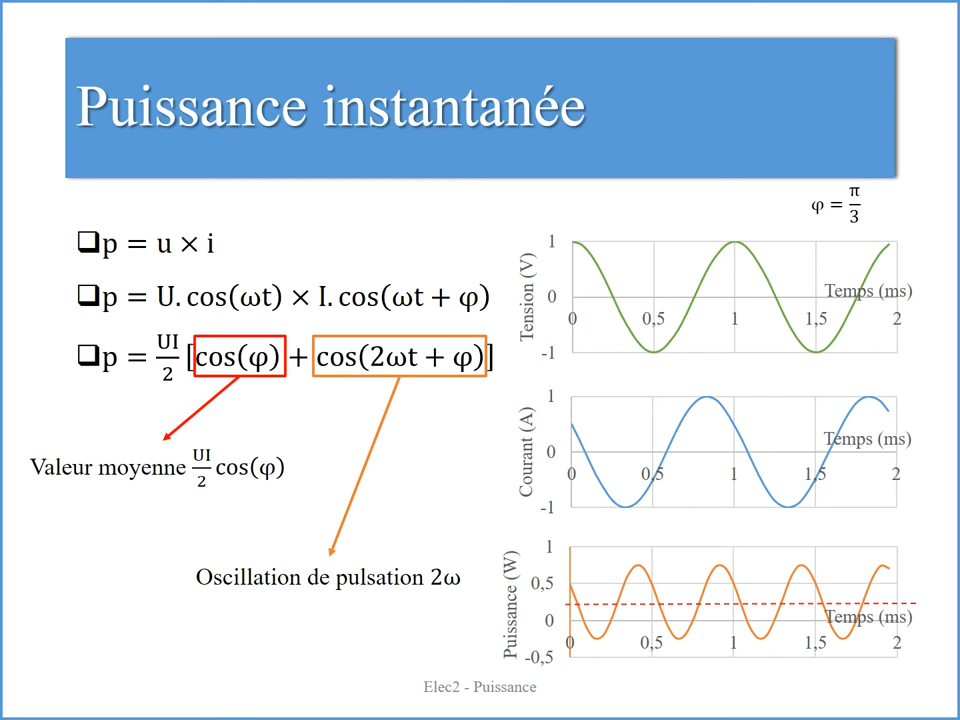 Puissance instantanée
φ = π/3
❑p = u × i
❑p = U. cos(ωt) × I. cos(ωt + φ)
❑p = UI/2 [cos(φ) + cos(2ωt + φ)]
Valeur moyenne UI/2 cos(φ)
Oscillation de pulsation 2ω
Tension (V)
1
0
-1
0 0,5 1 1,5 2
Temps (ms)
Courant (A)
1
0
-1
0 0,5 1 1,5 2
Temps (ms)
Puissance (W)
1
0,5
0
-0,5
0 0,5 1 1,5 2
Temps (ms)
Elec2 - Puissance